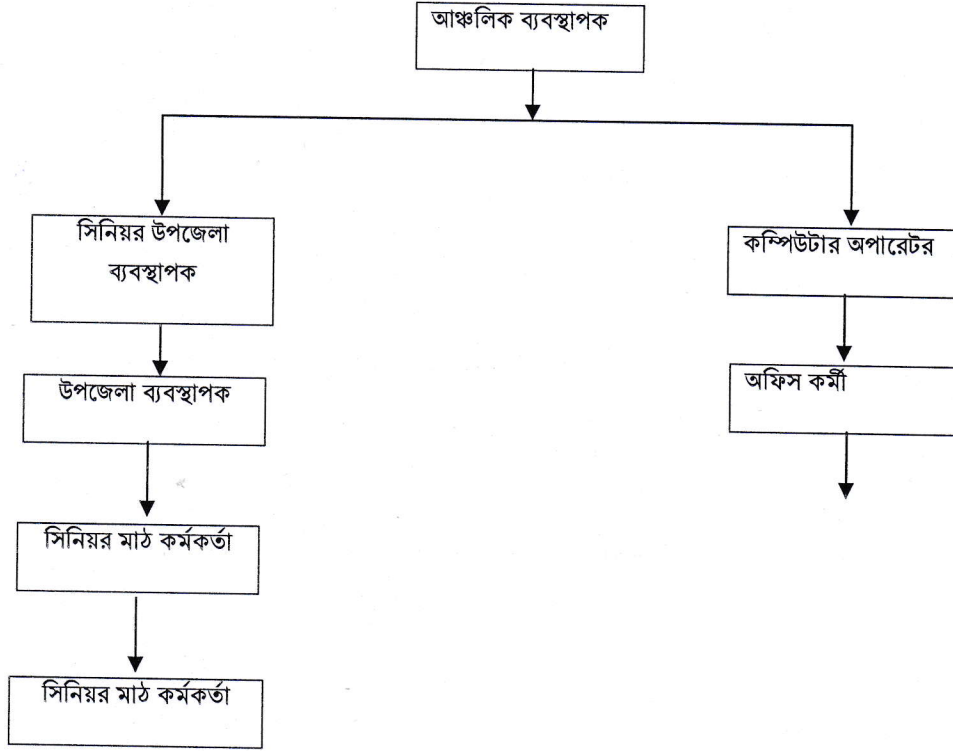 আঞ্চলিক ব্যবস্থাপক
সিনিয়র উপজেলা
ব্যবস্থাপক
কম্পিউটার অপারেটর
উপজেলা ব্যবস্থাপক
অফিস কর্মী
সিনিয়র মাঠ কর্মকর্তা
সিনিয়র মাঠ কর্মকর্তা